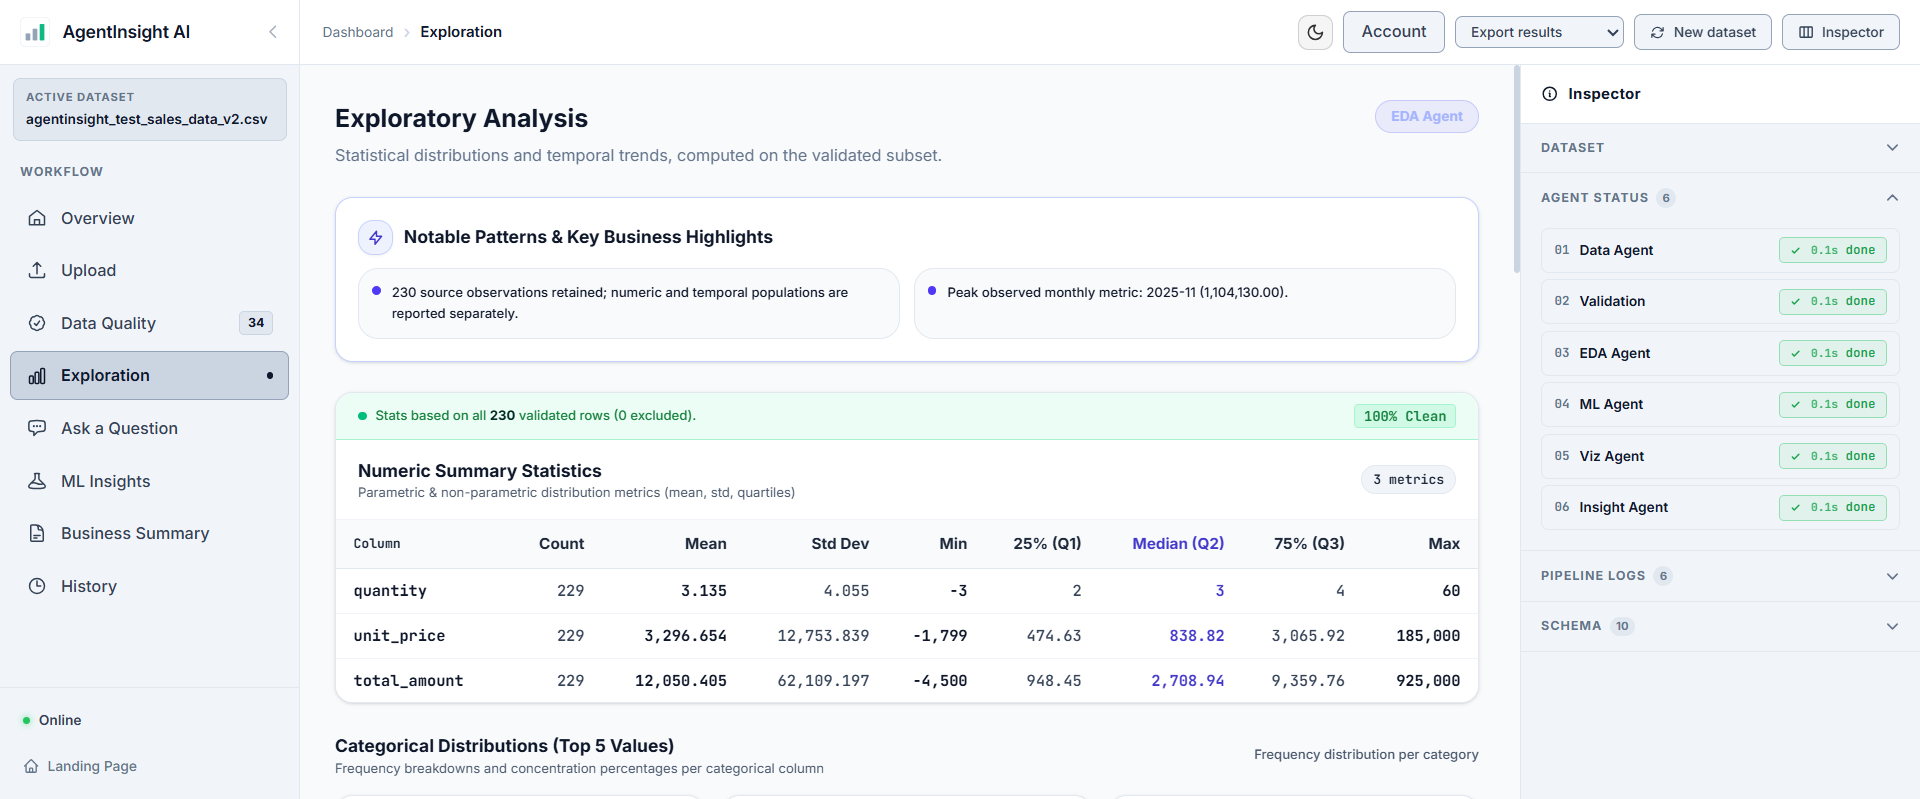 AgentInsight AI
Dashboard > Exploration
Account
Export results
New dataset
Inspector
ACTIVE DATASET
agentinsight_test_sales_data_v2.csv
WORKFLOW
Overview
Upload
Data Quality 34
Exploration
Ask a Question
ML Insights
Business Summary
History
Online
Landing Page
Exploratory Analysis
EDA Agent
Statistical distributions and temporal trends, computed on the validated subset.
Notable Patterns & Key Business Highlights
230 source observations retained; numeric and temporal populations are
reported separately.
Peak observed monthly metric: 2025-11 (1,104,130.00).
Stats based on all 230 validated rows (0 excluded).
100% Clean
Numeric Summary Statistics
Parametric & non-parametric distribution metrics (mean, std, quartiles)
3 metrics
Column Count Mean Std Dev Min 25% (Q1) Median (Q2) 75% (Q3) Max
quantity 229 3.135 4.055 -3 2 3 4 60
unit_price 229 3,296.654 12,753.839 -1,799 474.63 838.82 3,065.92 185,000
total_amount 229 12,050.405 62,109.197 -4,500 948.45 2,708.94 9,359.76 925,000
Categorical Distributions (Top 5 Values)
Frequency breakdowns and concentration percentages per categorical column
Frequency distribution per category
Inspector
DATASET
AGENT STATUS 6
01 Data Agent ✓ 0.1s done
02 Validation ✓ 0.1s done
03 EDA Agent ✓ 0.1s done
04 ML Agent ✓ 0.1s done
05 Viz Agent ✓ 0.1s done
06 Insight Agent ✓ 0.1s done
PIPELINE LOGS 6
SCHEMA 10